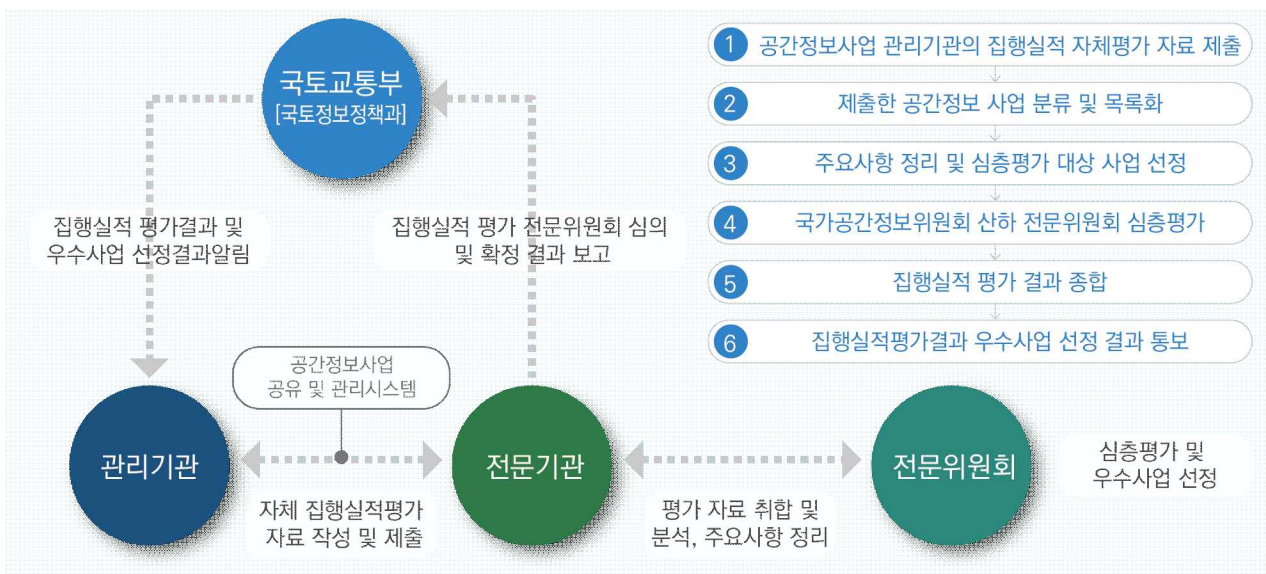 국토교통부
[국토정보정책과]
집행실적 평가결과 및
우수사업 선정결과알림
집행실적 평가 전문위원회 심의
및 확정 결과 보고
1 공간정보사업 관리기관의 집행실적 자체평가 자료 제출
2 제출한 공간정보 사업 분류 및 목록화
3 주요사항 정리 및 심층평가 대상 사업 선정
4 국가공간정보위원회 산하 전문위원회 심층평가
5 집행실적 평가 결과 종합
6 집행실적평가결과 우수사업 선정 결과 통보
공간정보사업
공유 및 관리시스템
관리기관
전문기관
전문위원회
심층평가 및
우수사업 선정
자체 집행실적평가
자료 작성 및 제출
평가 자료 취합 및
분석, 주요사항 정리